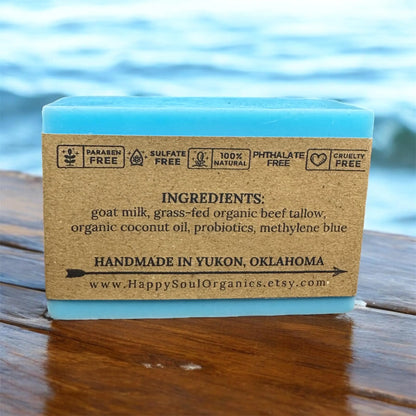 PARABEN FREE SULFATE FREE 100% NATURAL PHTHALATE FREE CRUELTY FREE
INGREDIENTS:
goat milk, grass-fed organic beef tallow,
organic coconut oil, probiotics, methylene blue
HANDMADE IN YUKON, OKLAHOMA
www.HappySoulOrganics.etsy.com